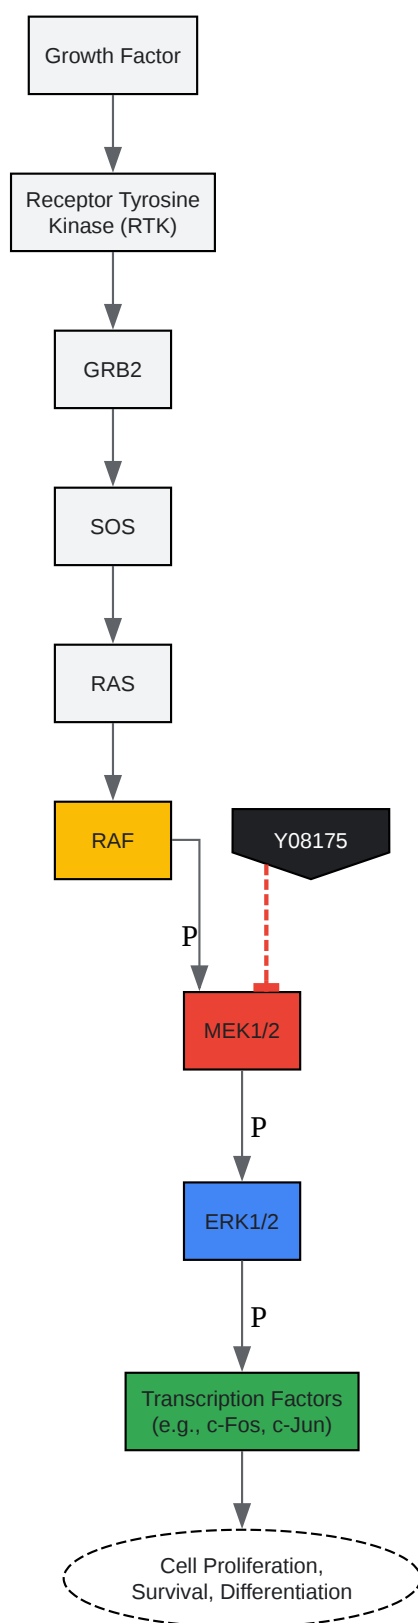 Growth Factor
Receptor Tyrosine
Kinase (RTK)
GRB2
SOS
RAS
RAF
Y08175
P
MEK1/2
P
ERK1/2
P
Transcription Factors
(e.g., c-Fos, c-Jun)
Cell Proliferation,
Survival, Differentiation